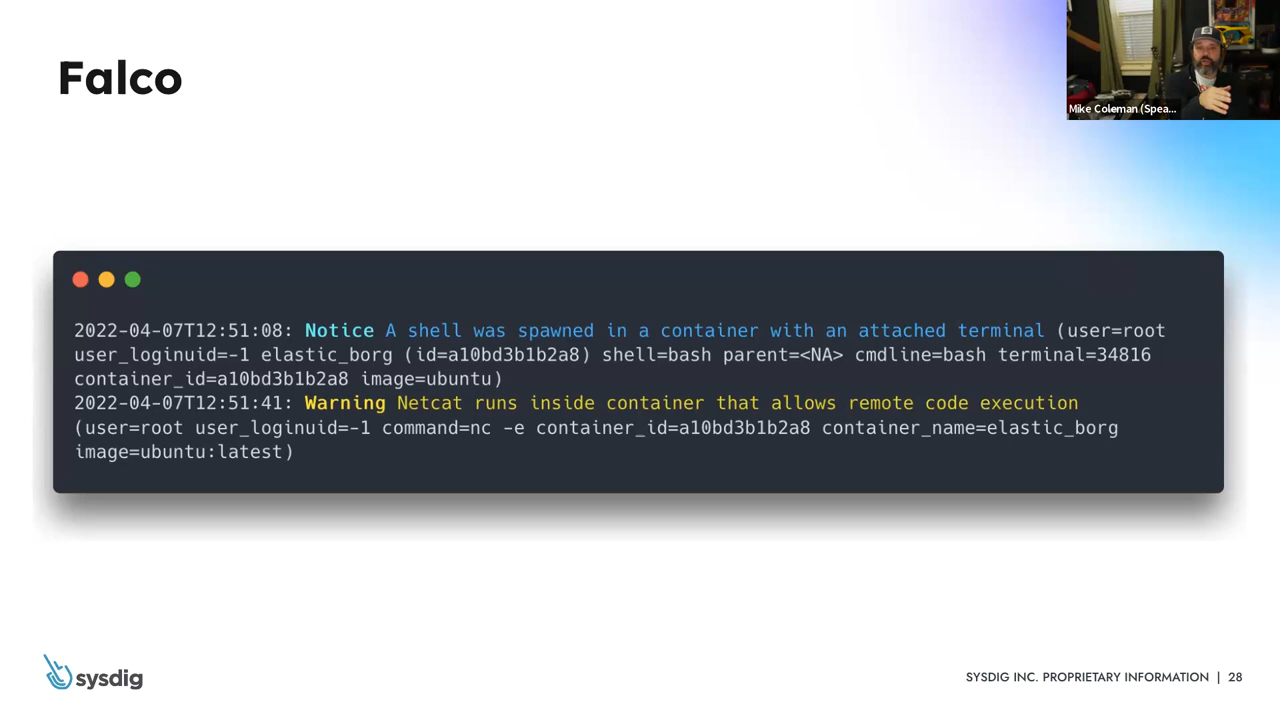 Falco
Mike Coleman (Spea...
2022-04-07T12:51:08: Notice A shell was spawned in a container with an attached terminal (user=root
user_loginuid=-1 elastic_borg (id=a10bd3b1b2a8) shell=bash parent=<NA> cmdline=bash terminal=34816
container_id=a10bd3b1b2a8 image=ubuntu)
2022-04-07T12:51:41: Warning Netcat runs inside container that allows remote code execution
(user=root user_loginuid=-1 command=nc -e container_id=a10bd3b1b2a8 container_name=elastic_borg
image=ubuntu:latest)
sysdig
SYSDIG INC. PROPRIETARY INFORMATION | 28